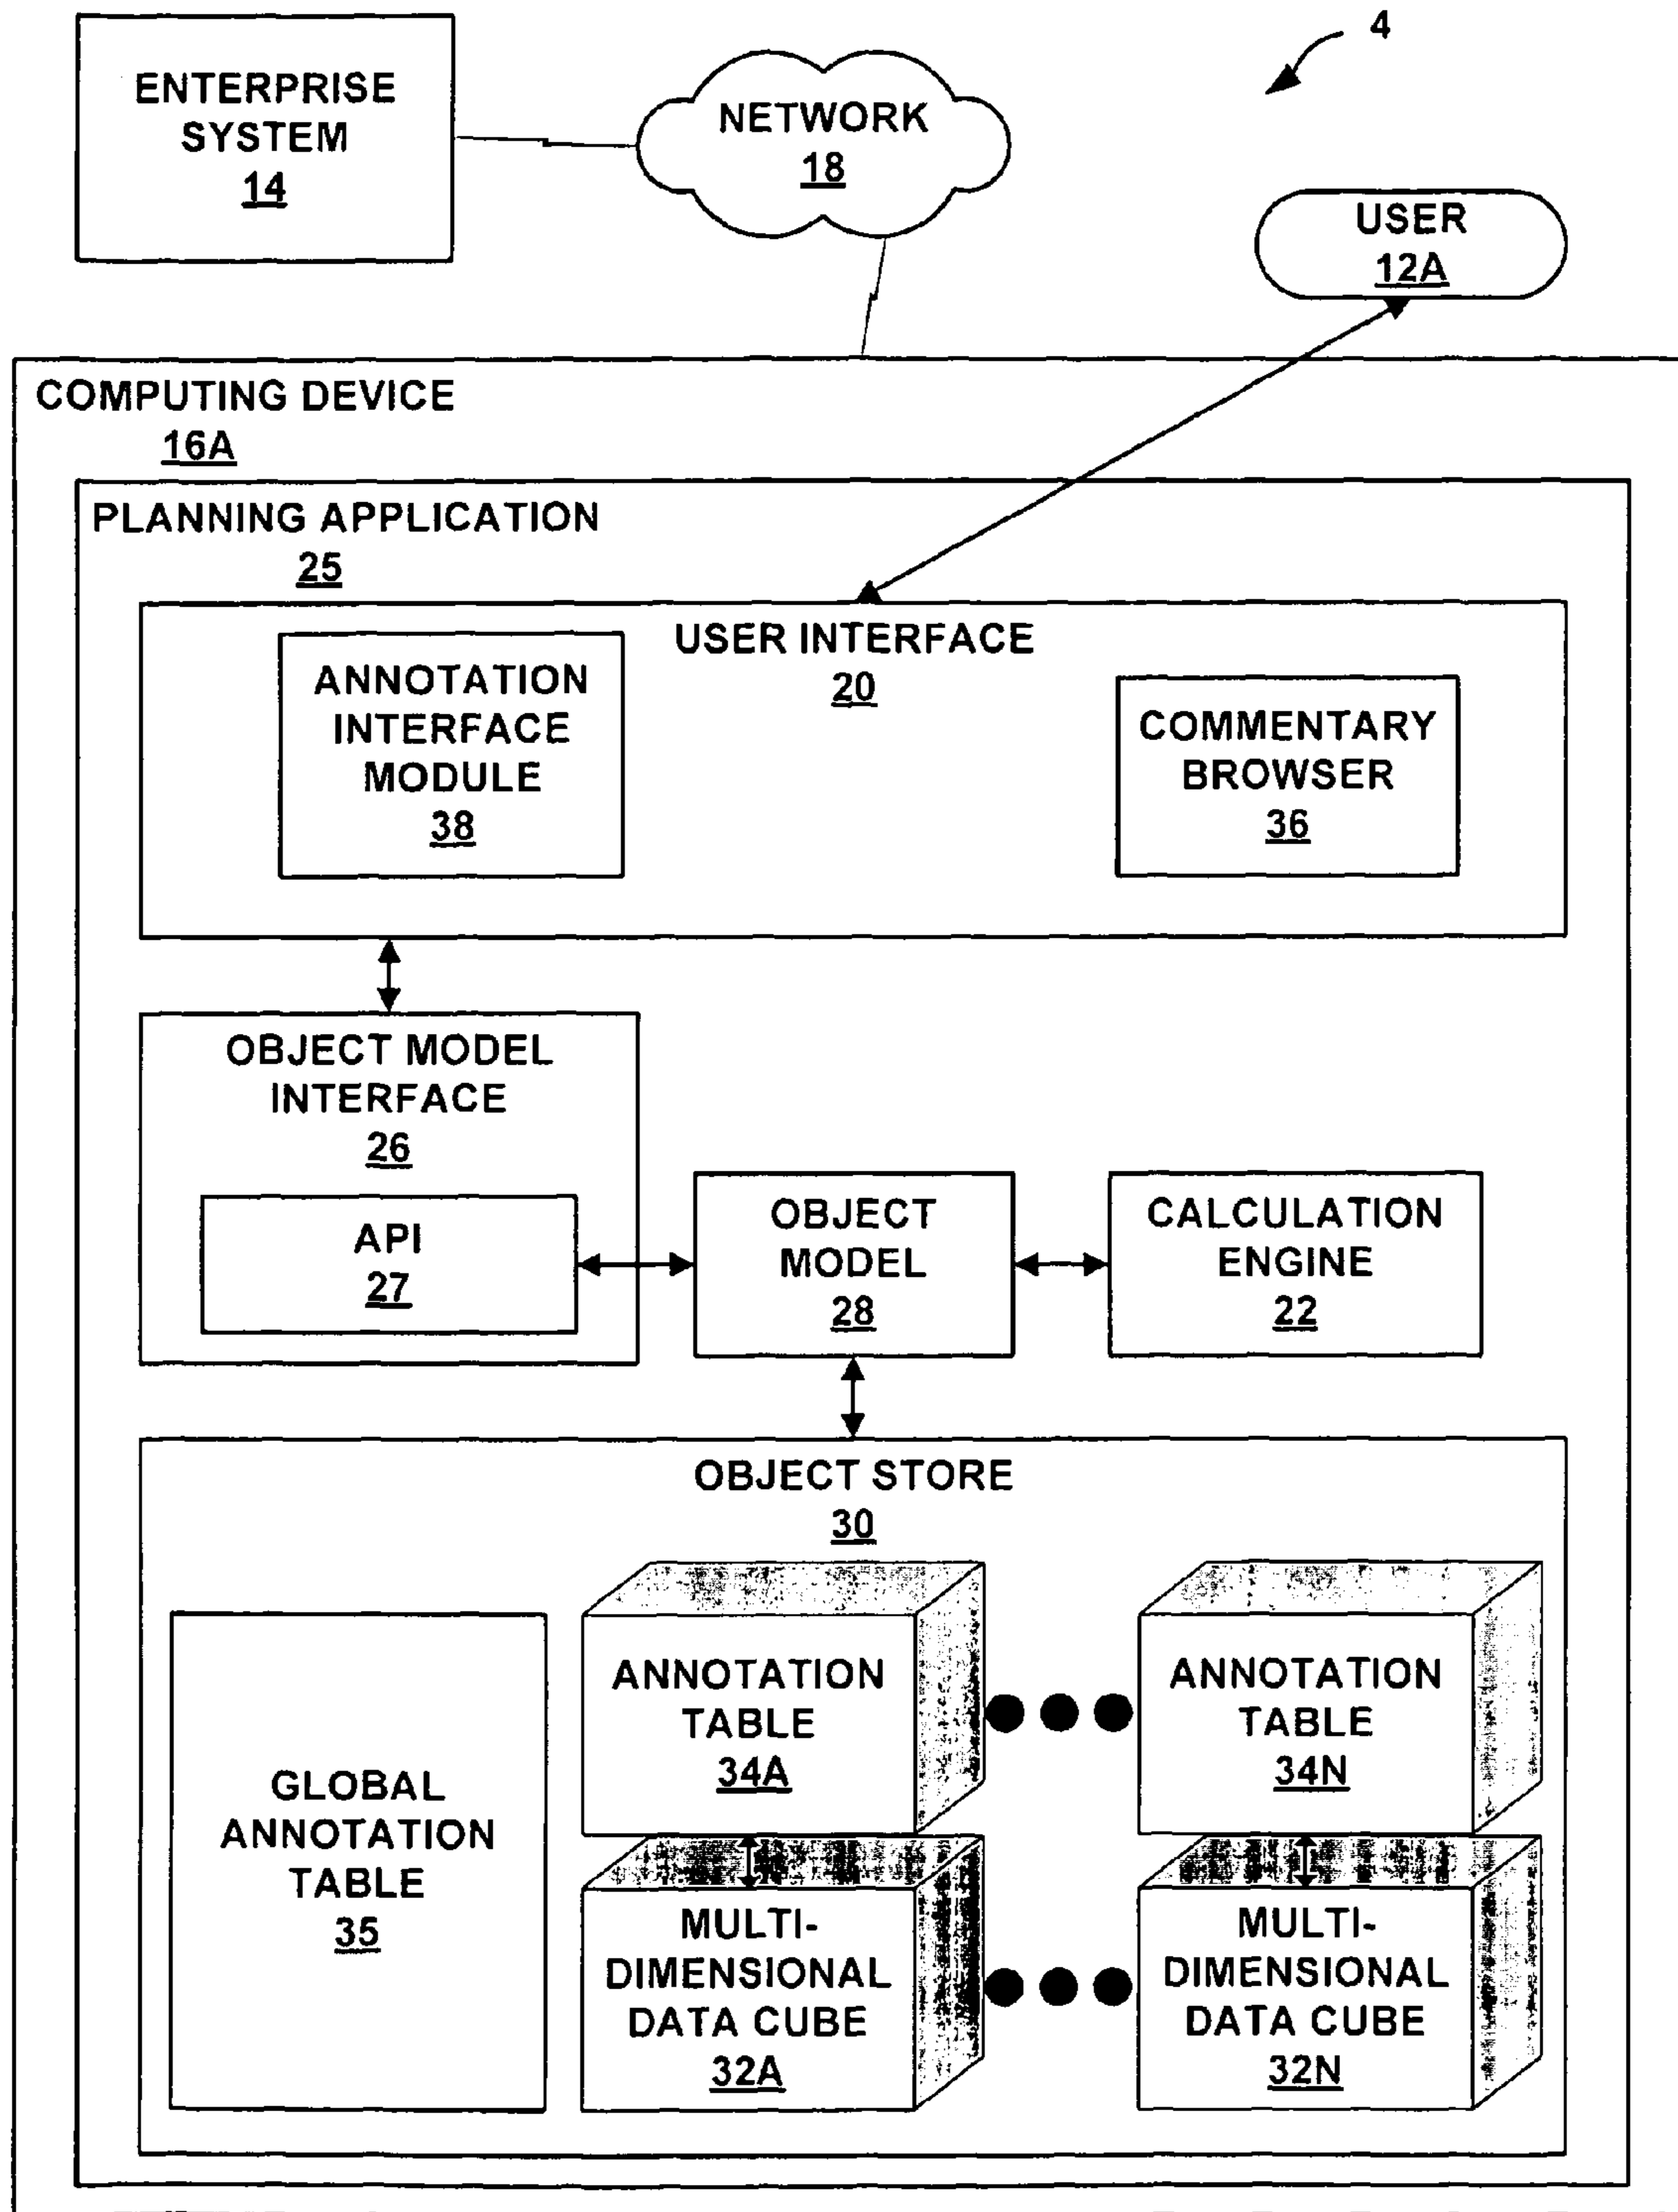 4
ENTERPRISE
SYSTEM
14
NETWORK
18
USER
12A
COMPUTING DEVICE
16A
PLANNING APPLICATION
25
USER INTERFACE
20
ANNOTATION
INTERFACE
MODULE
38
COMMENTARY
BROWSER
36
OBJECT MODEL
INTERFACE
26
API
27
OBJECT
MODEL
28
CALCULATION
ENGINE
22
OBJECT STORE
30
GLOBAL
ANNOTATION
TABLE
35
ANNOTATION
TABLE
34A
ANNOTATION
TABLE
34N
MULTI-
DIMENSIONAL
DATA CUBE
32A
MULTI-
DIMENSIONAL
DATA CUBE
32N